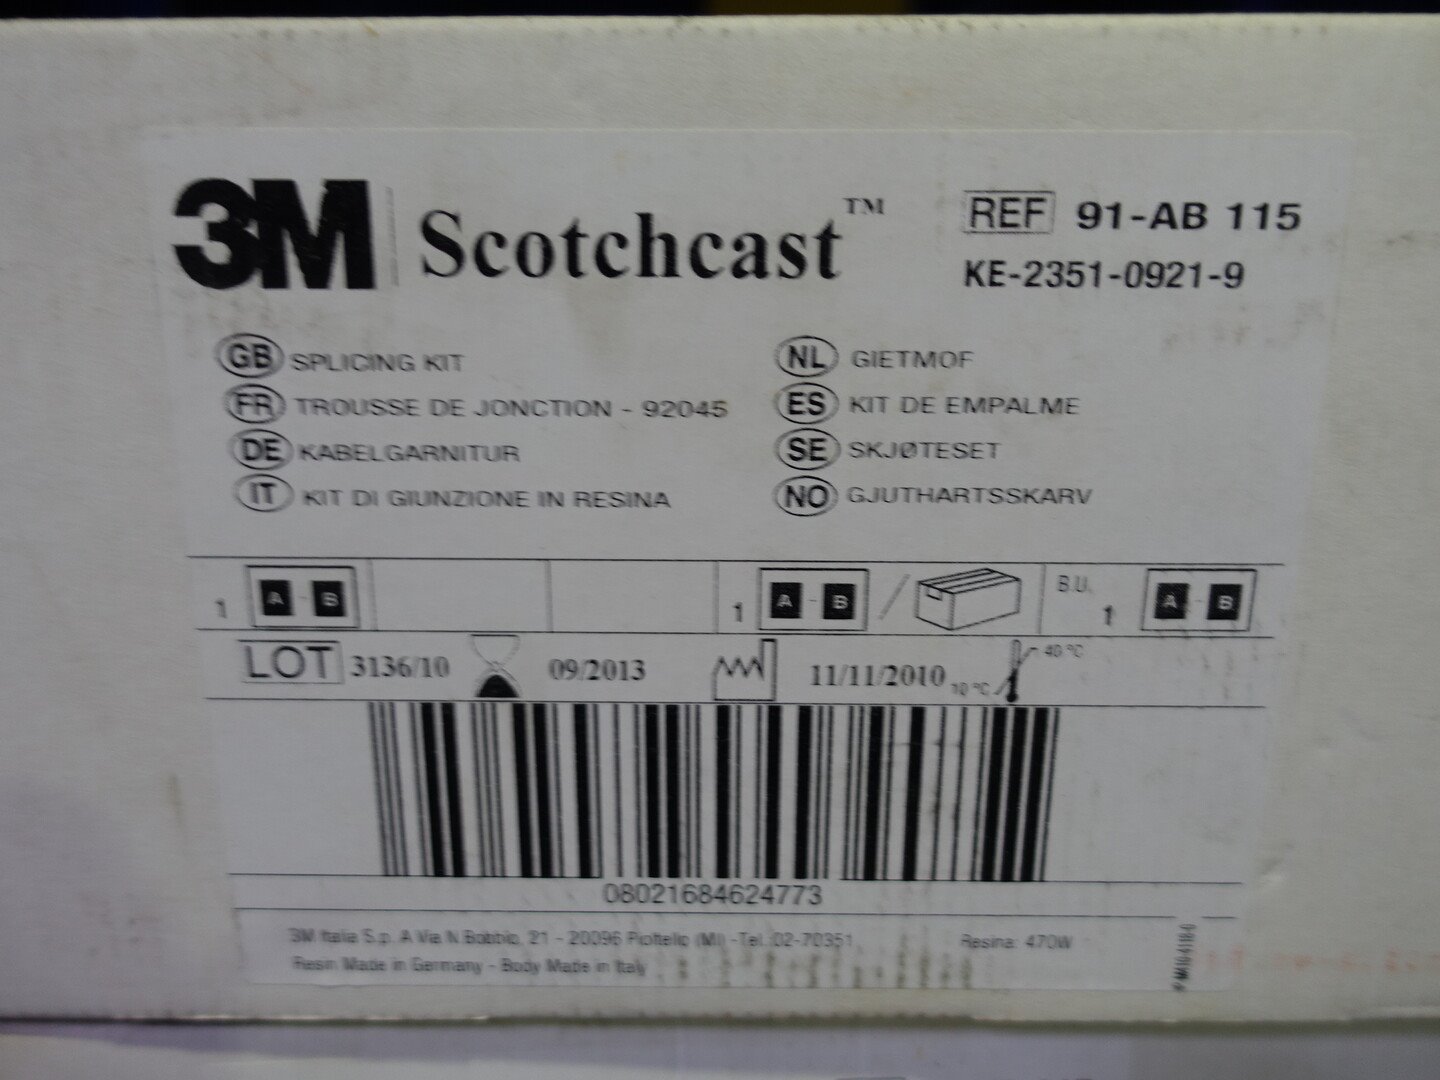 3M Scotchcast™
REF 91-AB 115
KE-2351-0921-9
GB SPLICING KIT
FR TROUSSE DE JONCTION - 92045
DE KABELGARNITUR
IT KIT DI GIUNZIONE IN RESINA
NL GIETMOF
ES KIT DE EMPALME
SE SKJØTESET
NO GJUTHARTSSKARV
1 A - B 1 A - B / B.U. 1 A - B
LOT 3136/10 09/2013 11/11/2010 10 °C 40 °C
08021684624773
3M Italia S.p. A Via N.Bobbio, 21 - 20096 Pioltello (MI) -Tel. 02-70351 Resina: 470W
Resin Made in Germany - Body Made in Italy